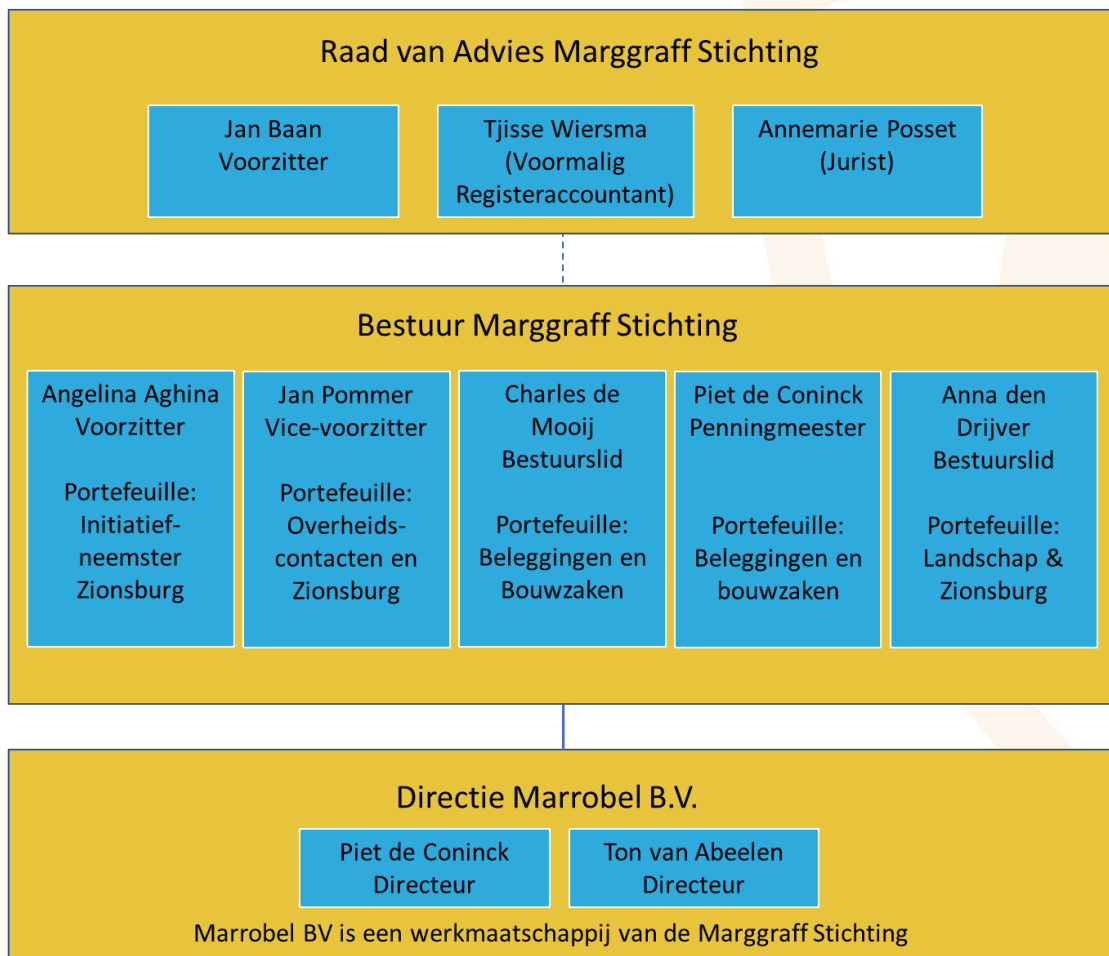 Raad van Advies Marggraff Stichting
Jan Baan
Voorzitter
Tjisse Wiersma
(Voormalig
Registeraccountant)
Annemarie Posset
(Jurist)
Bestuur Marggraff Stichting
Angelina Aghina
Voorzitter
Portefeuille:
Initiatief-
neemster
Zionsburg
Jan Pommer
Vice-voorzitter
Portefeuille:
Overheids-
contacten en
Zionsburg
Charles de
Mooij
Bestuurslid
Portefeuille:
Beleggingen en
Bouwzaken
Piet de Coninck
Penningmeester
Portefeuille:
Beleggingen en
bouwzaken
Anna den
Drijver
Bestuurslid
Portefeuille:
Landschap &
Zionsburg
Directie Marrobel B.V.
Piet de Coninck
Directeur
Ton van Abeelen
Directeur
Marrobel BV is een werkmaatschappij van de Marggraff Stichting